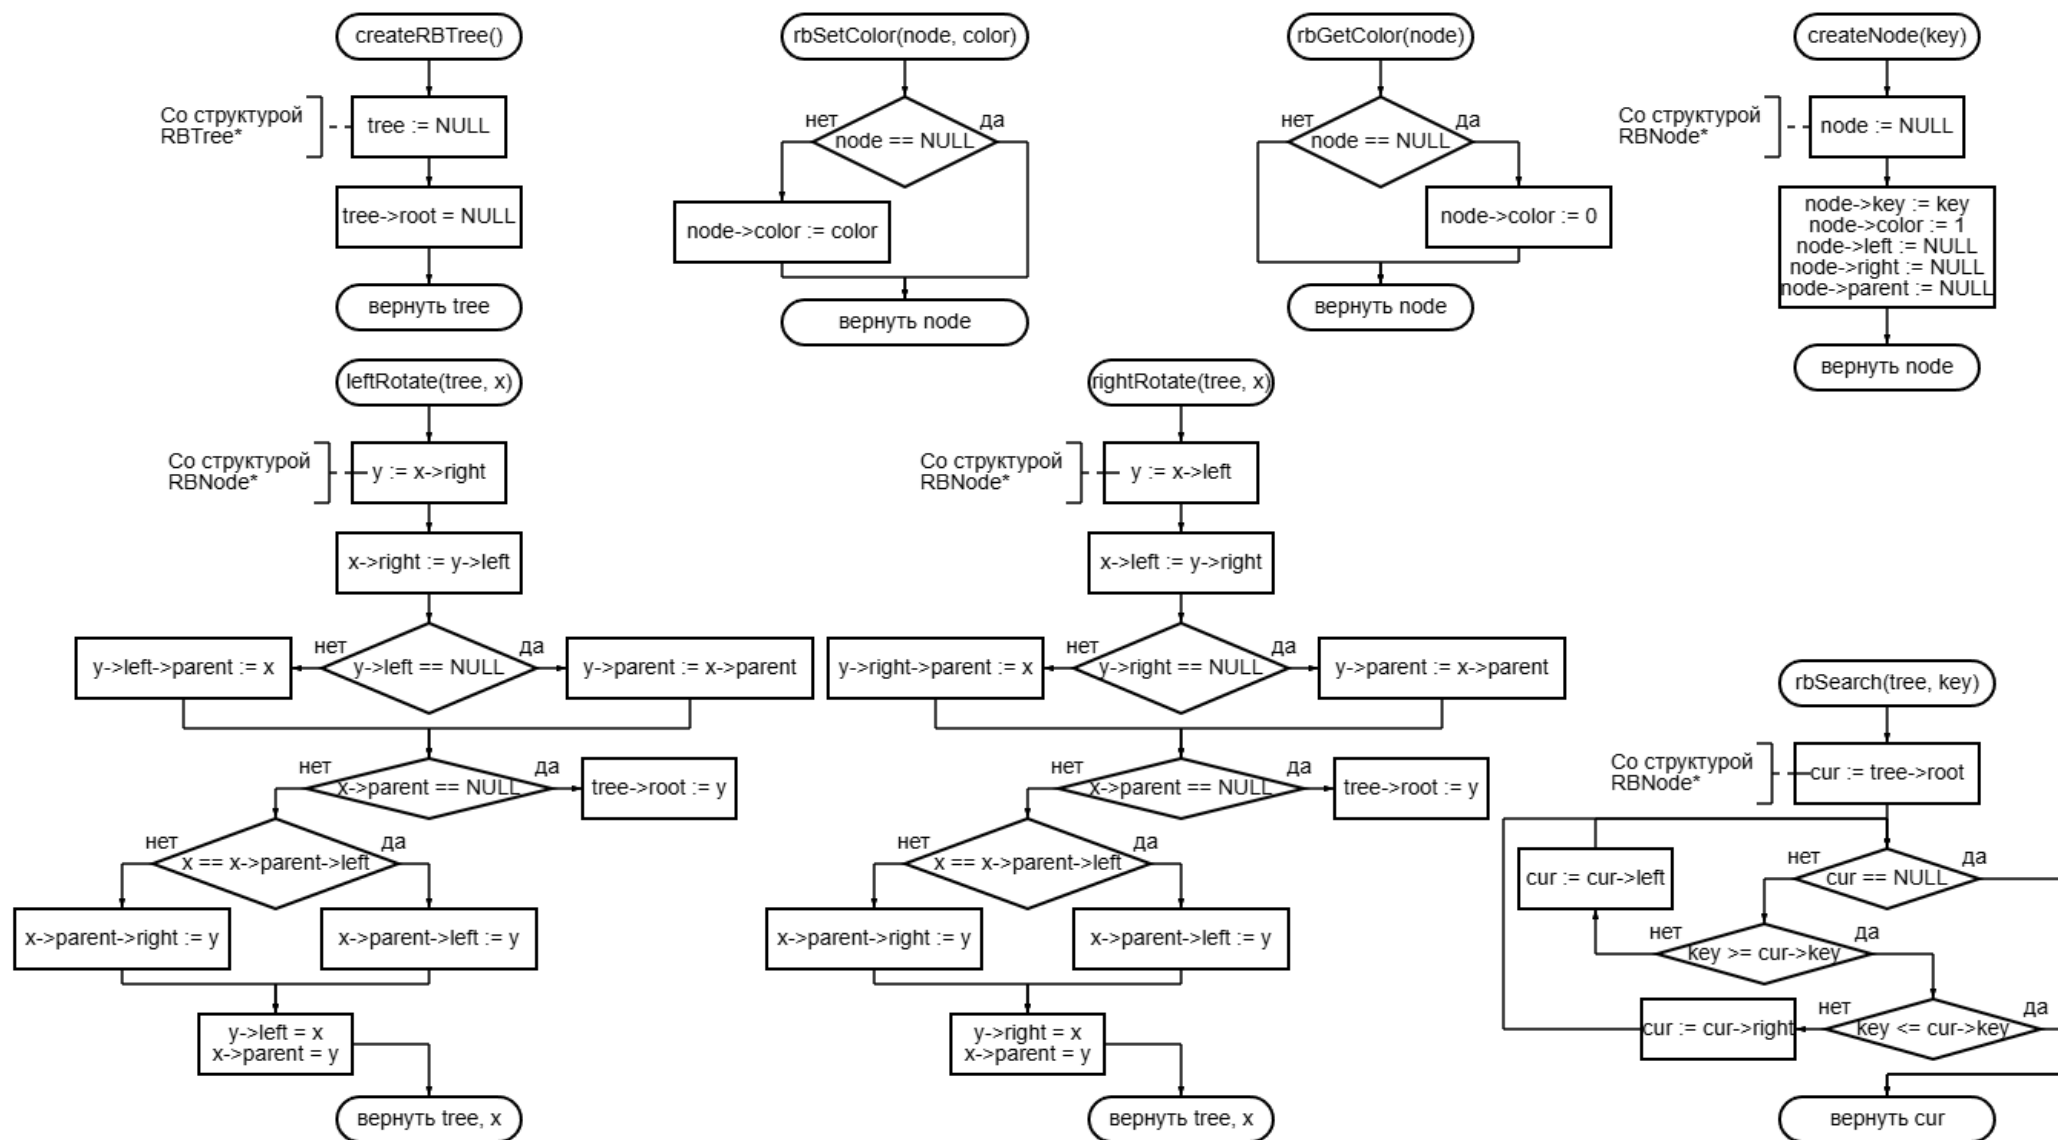 createRBTree()
Со структурой
RBTree*
tree := NULL
tree->root = NULL
вернуть tree
rbSetColor(node, color)
нет
да
node == NULL
node->color := color
вернуть node
rbGetColor(node)
нет
да
node == NULL
node->color := 0
вернуть node
createNode(key)
Со структурой
RBNode*
node := NULL
node->key := key
node->color := 1
node->left := NULL
node->right := NULL
node->parent := NULL
вернуть node
leftRotate(tree, x)
Со структурой
RBNode*
y := x->right
x->right := y->left
нет
да
y->left->parent := x
y->left == NULL
y->parent := x->parent
нет
да
x->parent == NULL
tree->root := y
нет
да
x == x->parent->left
x->parent->right := y
x->parent->left := y
y->left = x
x->parent = y
вернуть tree, x
rightRotate(tree, x)
Со структурой
RBNode*
y := x->left
x->left := y->right
нет
да
y->right->parent := x
y->right == NULL
y->parent := x->parent
нет
да
x->parent == NULL
tree->root := y
нет
да
x == x->parent->left
x->parent->right := y
x->parent->left := y
y->right = x
x->parent = y
вернуть tree, x
rbSearch(tree, key)
Со структурой
RBNode*
cur := tree->root
нет
да
cur := cur->left
cur == NULL
нет
да
key >= cur->key
нет
да
cur := cur->right
key <= cur->key
вернуть cur